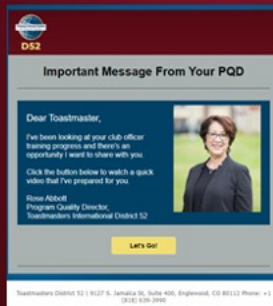 TOASTMASTERS
D52
Important Message From Your PQD
Dear Toastmaster,
I've been looking at your club officer
training progress and there's an
opportunity I want to share with you.
Click the button below to watch a quick
video that I've prepared for you.
Rose Abbott
Program Quality Director,
Toastmasters International District 52
Let's Go!
Toastmasters District 52 | 9127 S. Jamaica St, Suite 400, Englewood, CO 80112 Phone: +1
(818) 639-2990